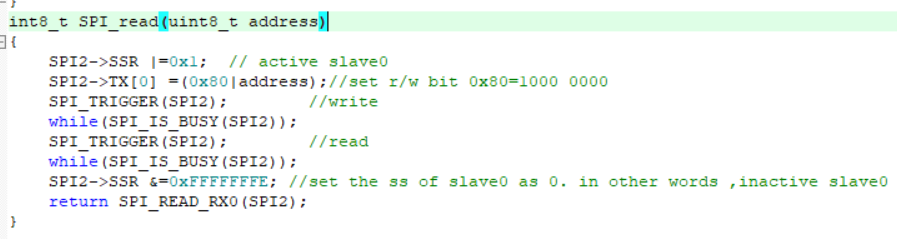 }
int8_t SPI_read(uint8_t address)
{
SPI2->SSR |=0x1; // active slave0
SPI2->TX[0] =(0x80|address);//set r/w bit 0x80=1000 0000
SPI_TRIGGER(SPI2); //write
while(SPI_IS_BUSY(SPI2));
SPI_TRIGGER(SPI2); //read
while(SPI_IS_BUSY(SPI2));
SPI2->SSR &=0xFFFFFFFE; //set the ss of slave0 as 0. in other words ,inactive slave0
return SPI_READ_RX0(SPI2);
}